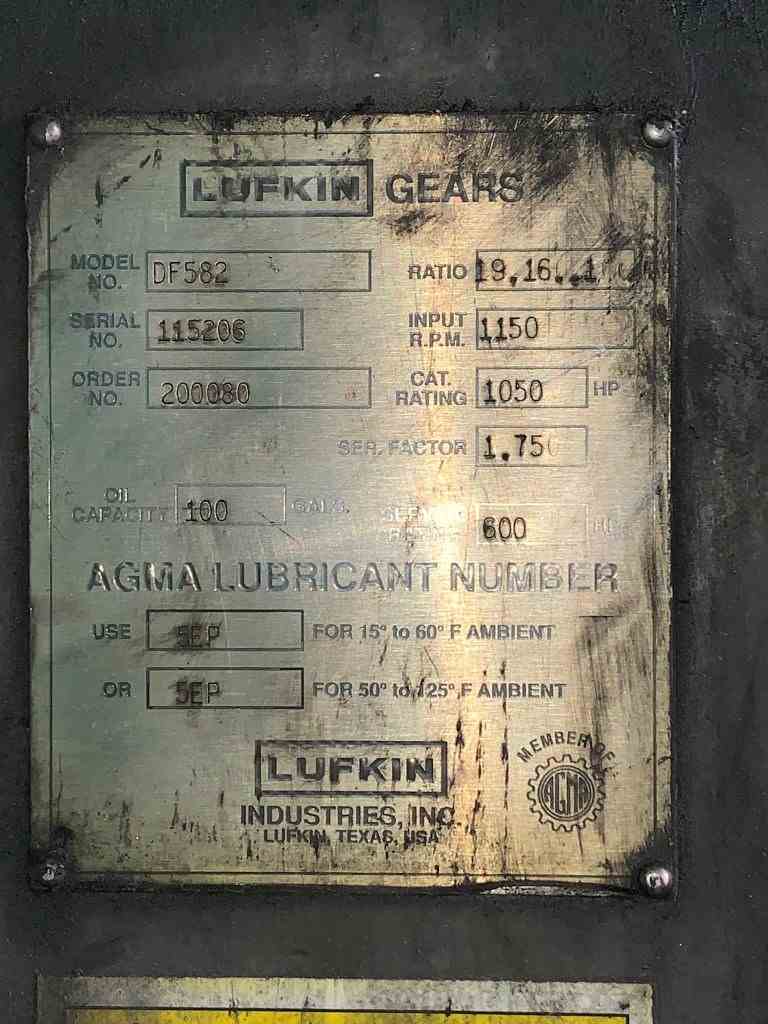 LUFKIN GEARS
MODEL NO. DF582 RATIO 19.16
SERIAL NO. 115206 INPUT R.P.M. 1150
ORDER NO. 200080 CAT. RATING 1050 HP
SER. FACTOR 1.75
OIL CAPACITY 100 GALS. 600
AGMA LUBRICANT NUMBER
USE 5EP FOR 15° to 60° F AMBIENT
OR 5EP FOR 50° to 125° F AMBIENT
MEMBER OF
AGMA
LUFKIN
INDUSTRIES, INC.
LUFKIN, TEXAS, USA